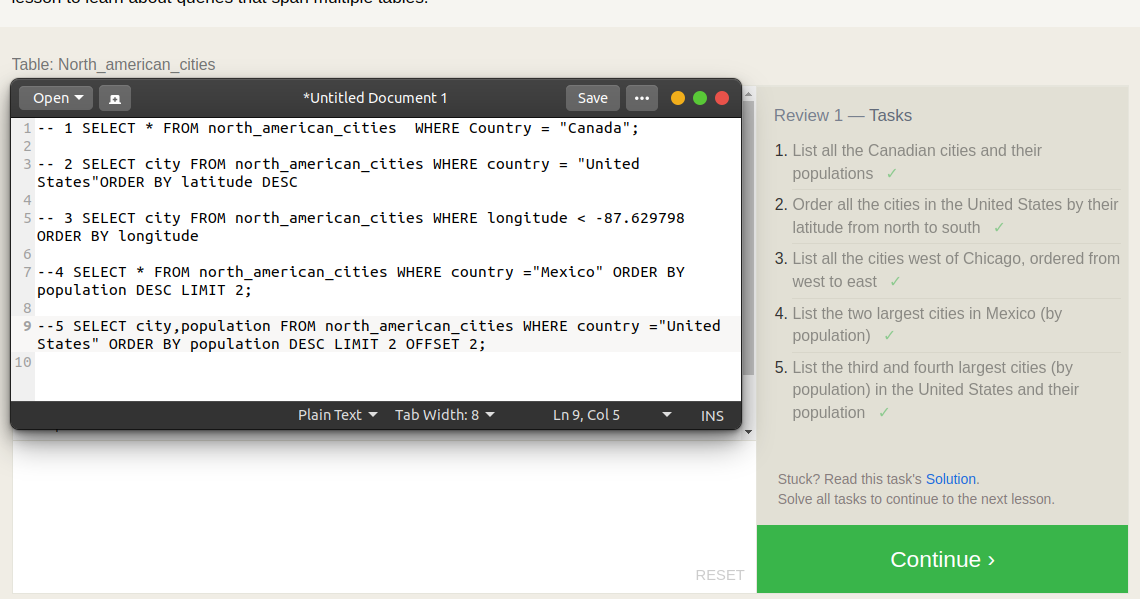 lesson to learn about queries that span multiple tables.
Table: North_american_cities
Open
*Untitled Document 1
Save
1 -- 1 SELECT * FROM north_american_cities  WHERE Country = "Canada";
2
3 -- 2 SELECT city FROM north_american_cities WHERE country = "United
States"ORDER BY latitude DESC
4
5 -- 3 SELECT city FROM north_american_cities WHERE longitude < -87.629798
ORDER BY longitude
6
7 --4 SELECT * FROM north_american_cities WHERE country ="Mexico" ORDER BY
population DESC LIMIT 2;
8
9 --5 SELECT city,population FROM north_american_cities WHERE country ="United
States" ORDER BY population DESC LIMIT 2 OFFSET 2;
10
Plain Text Tab Width: 8 Ln 9, Col 5 INS
RESET
Review 1 — Tasks
1. List all the Canadian cities and their
populations ✓
2. Order all the cities in the United States by their
latitude from north to south ✓
3. List all the cities west of Chicago, ordered from
west to east ✓
4. List the two largest cities in Mexico (by
population) ✓
5. List the third and fourth largest cities (by
population) in the United States and their
population ✓
Stuck? Read this task's Solution.
Solve all tasks to continue to the next lesson.
Continue ›